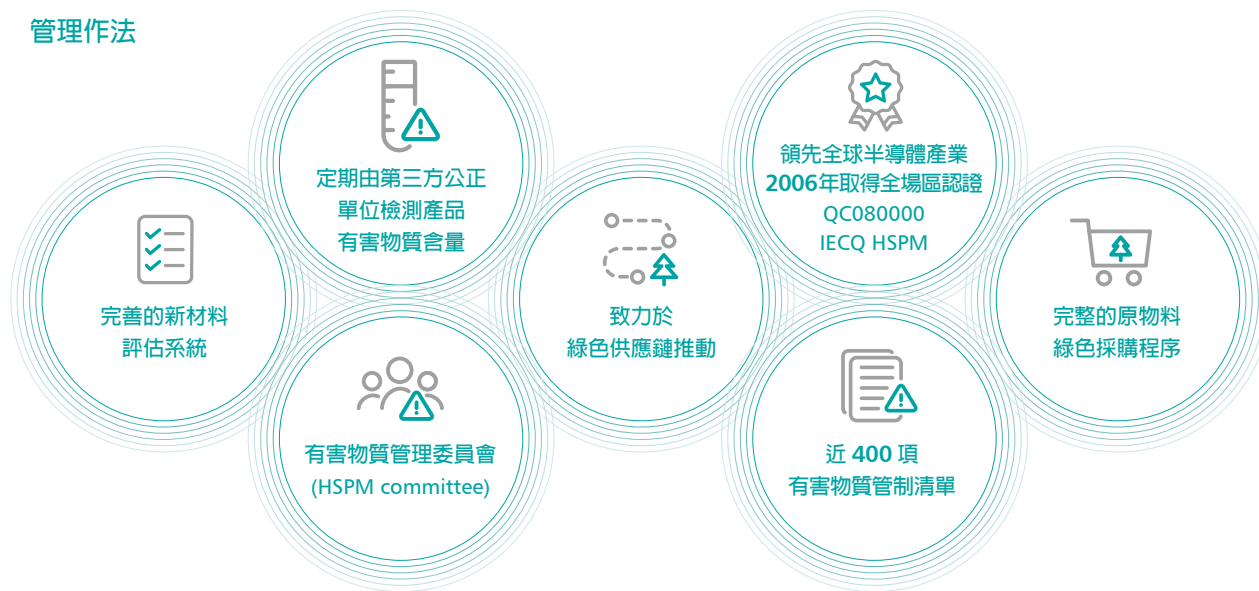 管理作法
完善的新材料
評估系統
定期由第三方公正
單位檢測產品
有害物質含量
有害物質管理委員會
(HSPM committee)
致力於
綠色供應鏈推動
領先全球半導體產業
2006年取得全場區認證
QC080000
IECQ HSPM
近 400 項
有害物質管制清單
完整的原物料
綠色採購程序